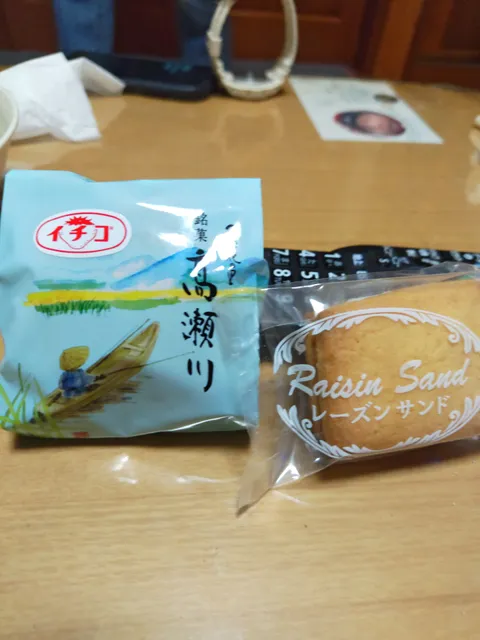 イチゴ
銘菓
高瀬川
Raisin Sand
レーズンサンド